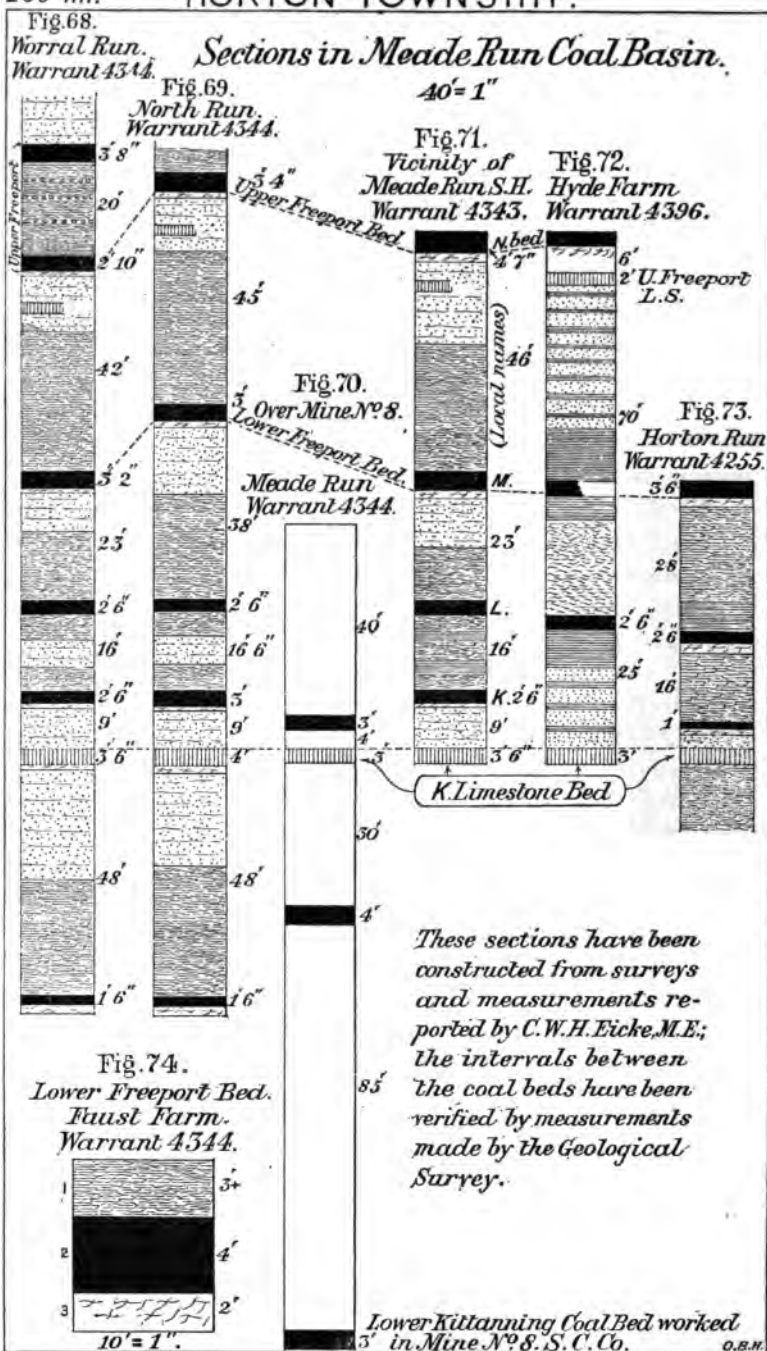 HORTON TOWNSHIP.
Sections in Meade Run Coal Basin.
40'= 1"
Fig.68.
Worral Run.
Warrant 4344.
(Upper Freeport)
3' 8"
20'
2' 10"
42'
3' 2"
23'
2' 6"
16'
2' 6"
9'
3' 6"
48'
1' 6"
Fig.69.
North Run.
Warrant 4344.
3' 4"
Upper Freeport Bed.
45'
3'
Lower Freeport Bed.
38'
2' 6"
16' 6"
3'
9'
4'
48'
1' 6"
Fig.70.
Over Mine Nº 8.
Meade Run
Warrant 4344.
40'
3'
4'
3'
30'
4'
85'
3'
Lower Kittanning Coal Bed worked
in Mine Nº 8. S. C. Co.
Fig.71.
Vicinity of
Meade Run S.H.
Warrant 4343.
N. bed
4' 7"
46'
(Local names)
M.
23'
L.
16'
K. 2' 6"
9'
3' 6"
Fig.72.
Hyde Farm
Warrant 4396.
6'
2' U. Freeport
L.S.
70'
2' 6"
25'
3'
Fig.73.
Horton Run
Warrant 4255.
3' 6"
28'
2' 6"
16'
1'
K. Limestone Bed
These sections have been
constructed from surveys
and measurements re-
ported by C.W.H. Eicke, M.E.;
the intervals between
the coal beds have been
verified by measurements
made by the Geological
Survey.
Fig.74.
Lower Freeport Bed.
Faust Farm.
Warrant 4344.
1
3'+
2
4'
3
2'
10'= 1".
O.B.H.